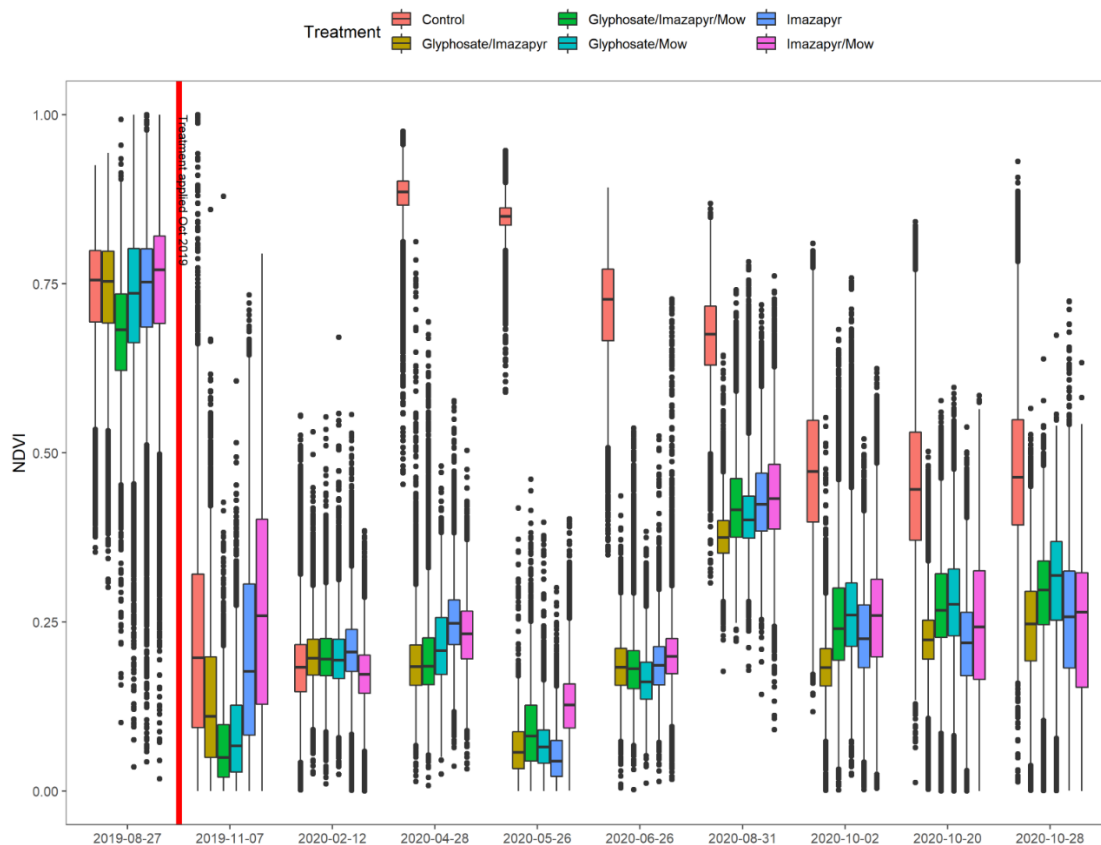 Treatment
Control
Glyphosate/Imazapyr
Glyphosate/Imazapyr/Mow
Glyphosate/Mow
Imazapyr
Imazapyr/Mow
NDVI
1.00
0.75
0.50
0.25
0.00
Treatment applied Oct 2019
2019-08-27 2019-11-07 2020-02-12 2020-04-28 2020-05-26 2020-06-26 2020-08-31 2020-10-02 2020-10-20 2020-10-28